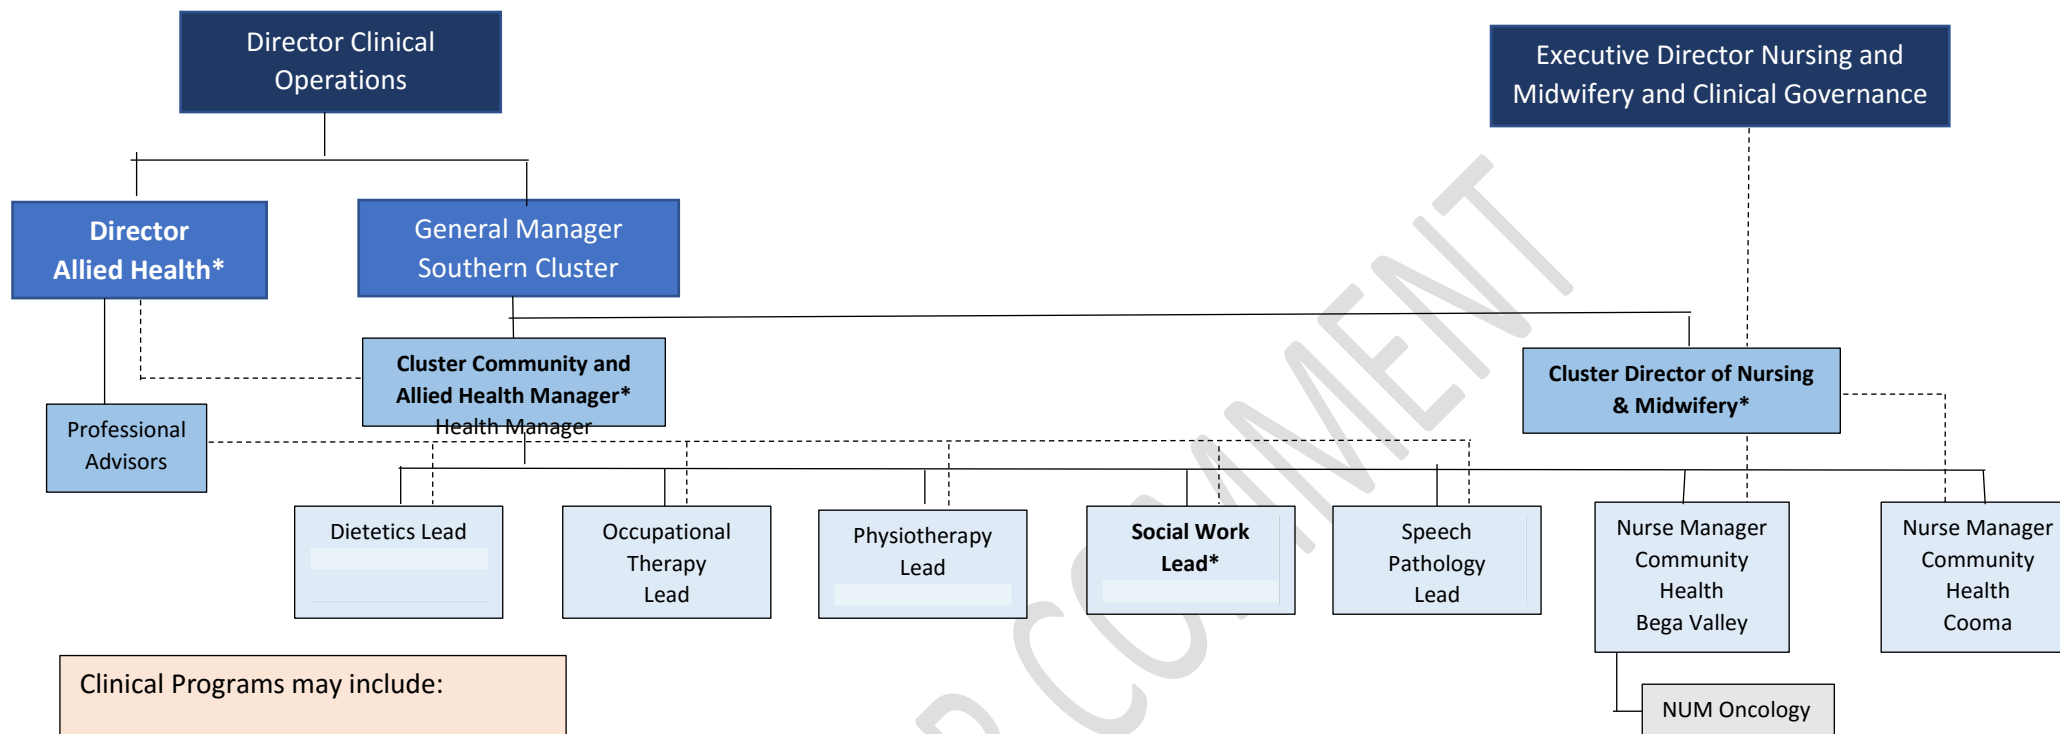 Director Clinical
Operations
Executive Director Nursing and
Midwifery and Clinical Governance
Director
Allied Health*
General Manager
Southern Cluster
Cluster Community and
Allied Health Manager*
Health Manager
Cluster Director of Nursing
& Midwifery*
Professional
Advisors
Dietetics Lead
Occupational
Therapy
Lead
Physiotherapy
Lead
Social Work
Lead*
Speech
Pathology
Lead
Nurse Manager
Community
Health
Bega Valley
Nurse Manager
Community
Health
Cooma
NUM Oncology
Clinical Programs may include:
R COMMENT